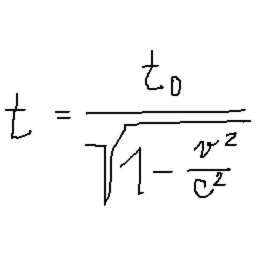 t = t₀ / √(1 − v²/c²)